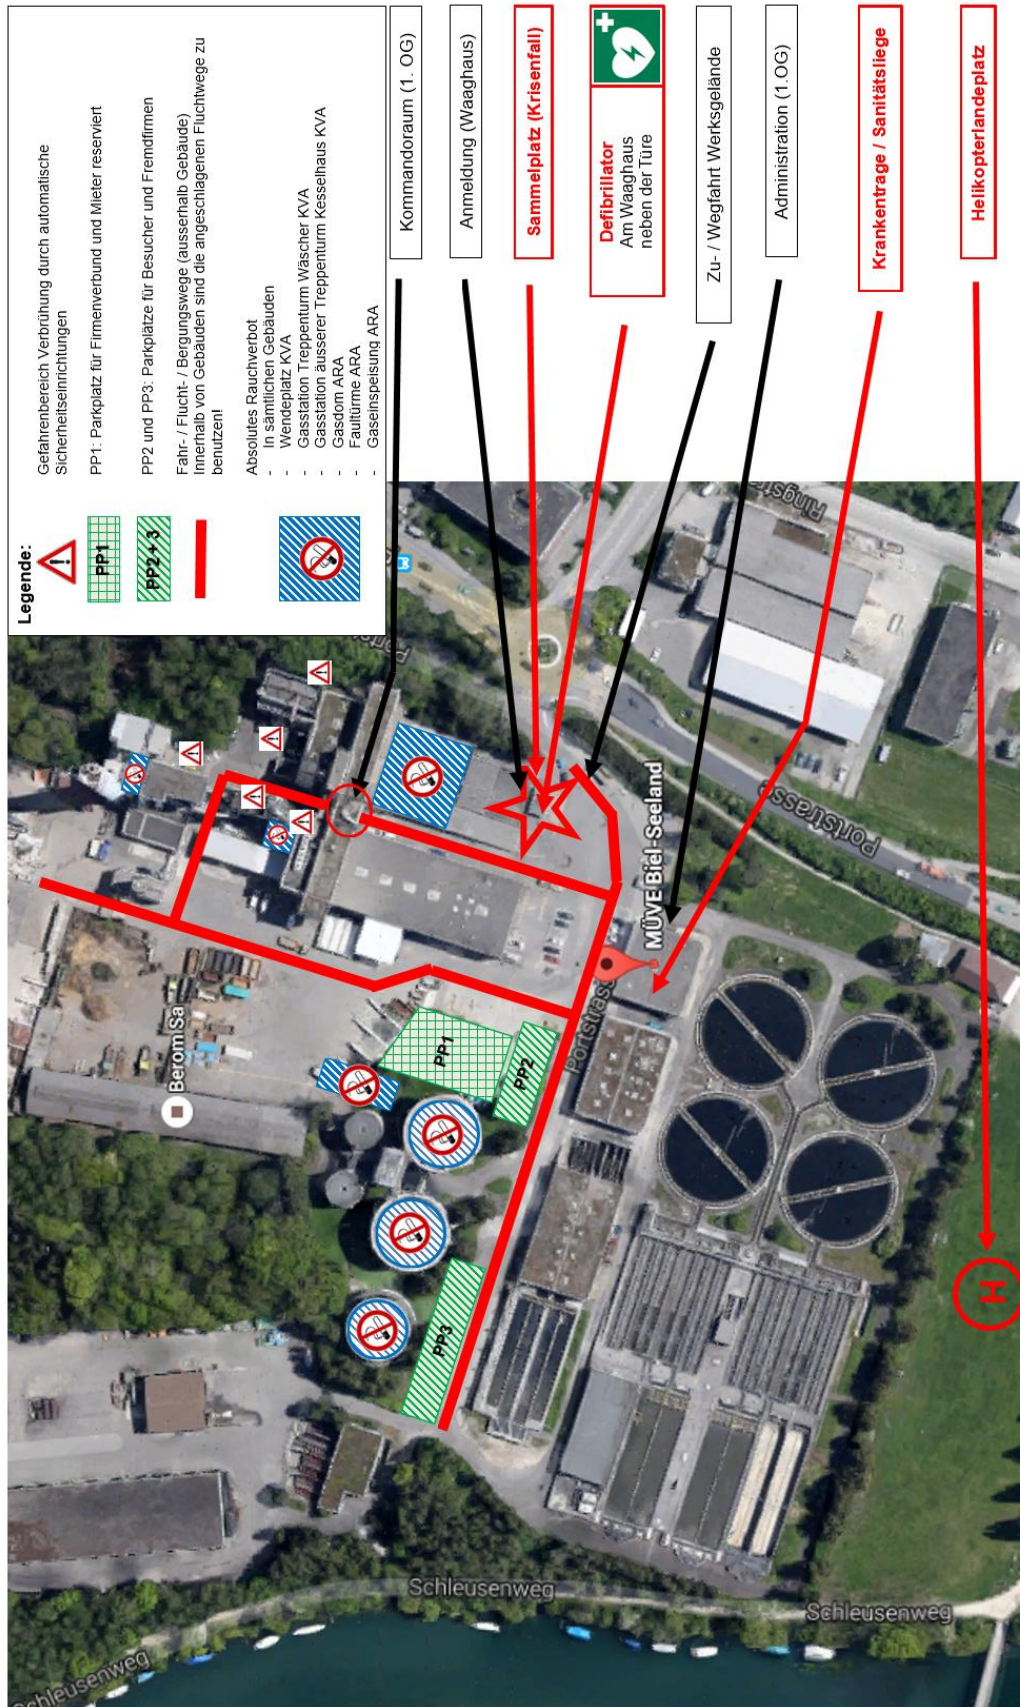 Legende:
Gefahrenbereich Verbrühung durch automatische
Sicherheitseinrichtungen
PP1
PP1: Parkplatz für Firmenverbund und Mieter reserviert
PP2 + 3
PP2 und PP3: Parkplätze für Besucher und Fremdfirmen
Fahr- / Flucht- / Bergungswege (ausserhalb Gebäude)
Innerhalb von Gebäuden sind die angeschlagenen Fluchtwege zu
benutzen!
Absolutes Rauchverbot
- In sämtlichen Gebäuden
- Wendeplatz KVA
- Gasstation Treppenturm Wäscher KVA
- Gasstation äusserer Treppenturm Kesselhaus KVA
- Gasdom ARA
- Faultürme ARA
- Gaseinspeisung ARA
Kommandoraum (1. OG)
Anmeldung (Waaghaus)
Sammelplatz (Krisenfall)
Defibrillator
Am Waaghaus
neben der Türe
Zu- / Wegfahrt Werksgelände
Administration (1.OG)
Krankentrage / Sanitätsliege
Helikopterlandeplatz
Berom Sa
PP1
PP2
PP3
Portstrasse
MÜVE Biel-Seeland
Portstrasse
Schleusenweg
Schleusenweg
Schleusenweg
H